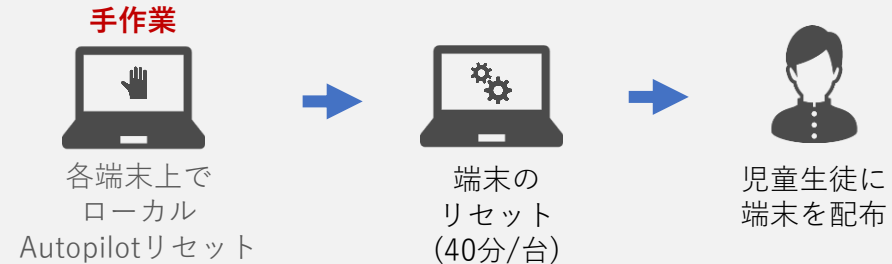 手作業
各端末上で
ローカル
Autopilotリセット
端末の
リセット
(40分/台)
児童生徒に
端末を配布